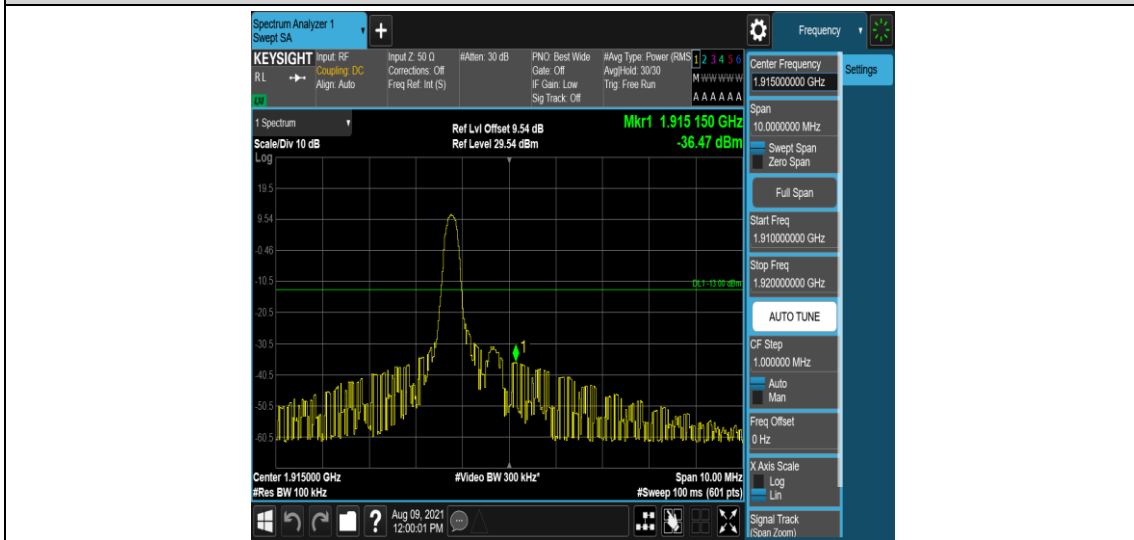 Spectrum Analyzer 1
Swept SA
+
Frequency
KEYSIGHT
RL
LXI
Input: RF
Coupling: DC
Align: Auto
Input Z: 50 Ω
Corrections: Off
Freq Ref: Int (S)
#Atten: 30 dB
PNO: Best Wide
Gate: Off
IF Gain: Low
Sig Track: Off
#Avg Type: Power (RMS
Avg|Hold: 30/30
Trig: Free Run
1 2 3 4 5 6
M W W W W W
A A A A A A
Center Frequency
1.915000000 GHz
Settings
1 Spectrum
Scale/Div 10 dB
Log
Ref Lvl Offset 9.54 dB
Ref Level 29.54 dBm
Mkr1 1.915 150 GHz
-36.47 dBm
19.5
9.54
-0.46
-10.5
-20.5
-30.5
-40.5
-50.5
-60.5
DL1 -13.00 dBm
1
Center 1.915000 GHz
#Res BW 100 kHz
#Video BW 300 kHz*
Span 10.00 MHz
#Sweep 100 ms (601 pts)
Span
10.0000000 MHz
Swept Span
Zero Span
Full Span
Start Freq
1.910000000 GHz
Stop Freq
1.920000000 GHz
AUTO TUNE
CF Step
1.000000 MHz
Auto
Man
Freq Offset
0 Hz
X Axis Scale
Log
Lin
Signal Track
(Span Zoom)
?
Aug 09, 2021
12:00:01 PM